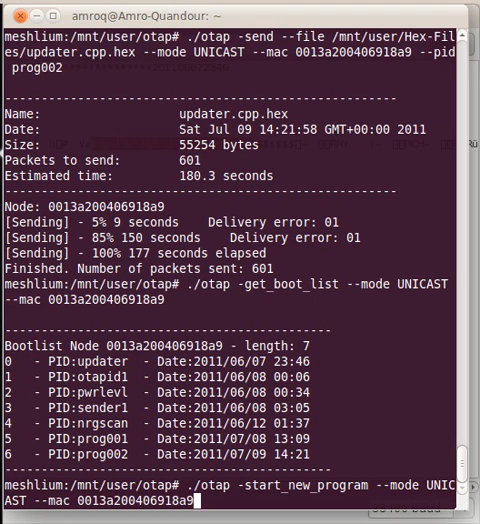 amroq@Amro-Quandour: ~
meshlium:/mnt/user/otap# ./otap -send --file /mnt/user/Hex-Fil
es/updater.cpp.hex --mode UNICAST --mac 0013a200406918a9 --pid
prog002
--------------------------------------------------------
Name: updater.cpp.hex
Date: Sat Jul 09 14:21:58 GMT+00:00 2011
Size: 55254 bytes
Packets to send: 601
Estimated time: 180.3 seconds
--------------------------------------------------------
Node: 0013a200406918a9
[Sending] - 5% 9 seconds Delivery error: 01
[Sending] - 85% 150 seconds Delivery error: 01
[Sending] - 100% 177 seconds elapsed
Finished. Number of packets sent: 601
meshlium:/mnt/user/otap# ./otap -get_boot_list --mode UNICAST
--mac 0013a200406918a9
---------------------------------------------
Bootlist Node 0013a200406918a9 - length: 7
0 - PID:updater - Date:2011/06/07 23:46
1 - PID:otapid1 - Date:2011/06/08 00:06
2 - PID:pwrlevl - Date:2011/06/08 00:34
3 - PID:sender1 - Date:2011/06/08 03:05
4 - PID:nrgscan - Date:2011/06/12 01:37
5 - PID:prog001 - Date:2011/07/08 13:09
6 - PID:prog002 - Date:2011/07/09 14:21
---------------------------------------------
meshlium:/mnt/user/otap# ./otap -start_new_program --mode UNIC
AST --mac 0013a200406918a9